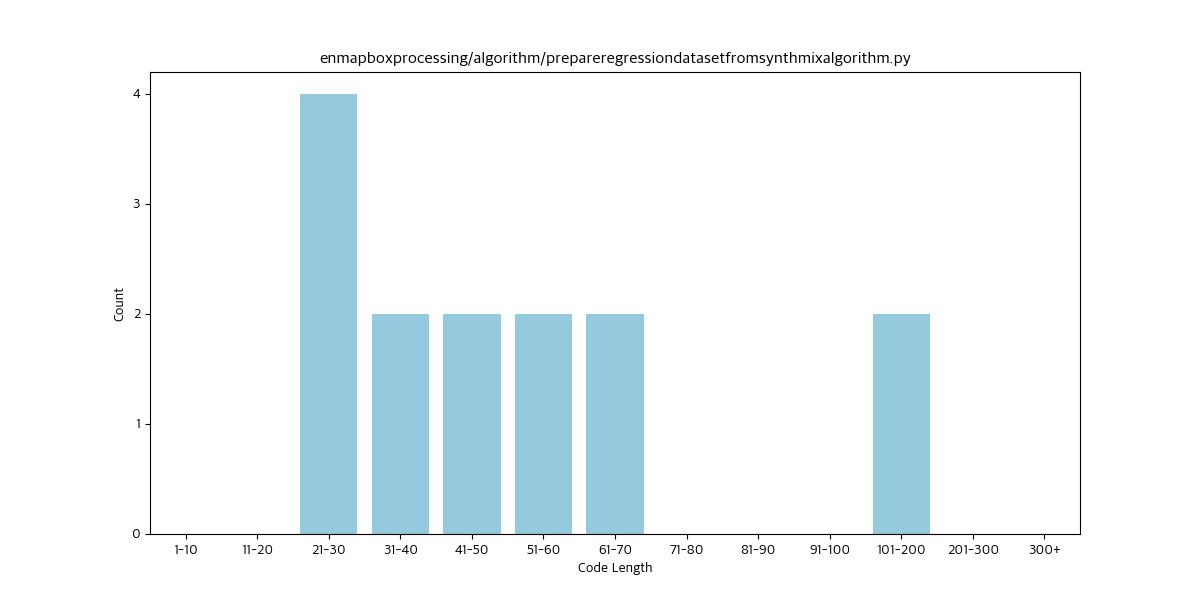 enmapboxprocessing/algorithm/prepareregressiondatasetfromsynthmixalgorithm.py
4
3
Count
2
1
0
1-10 11-20 21-30 31-40 41-50 51-60 61-70 71-80 81-90 91-100 101-200 201-300 300+
Code Length